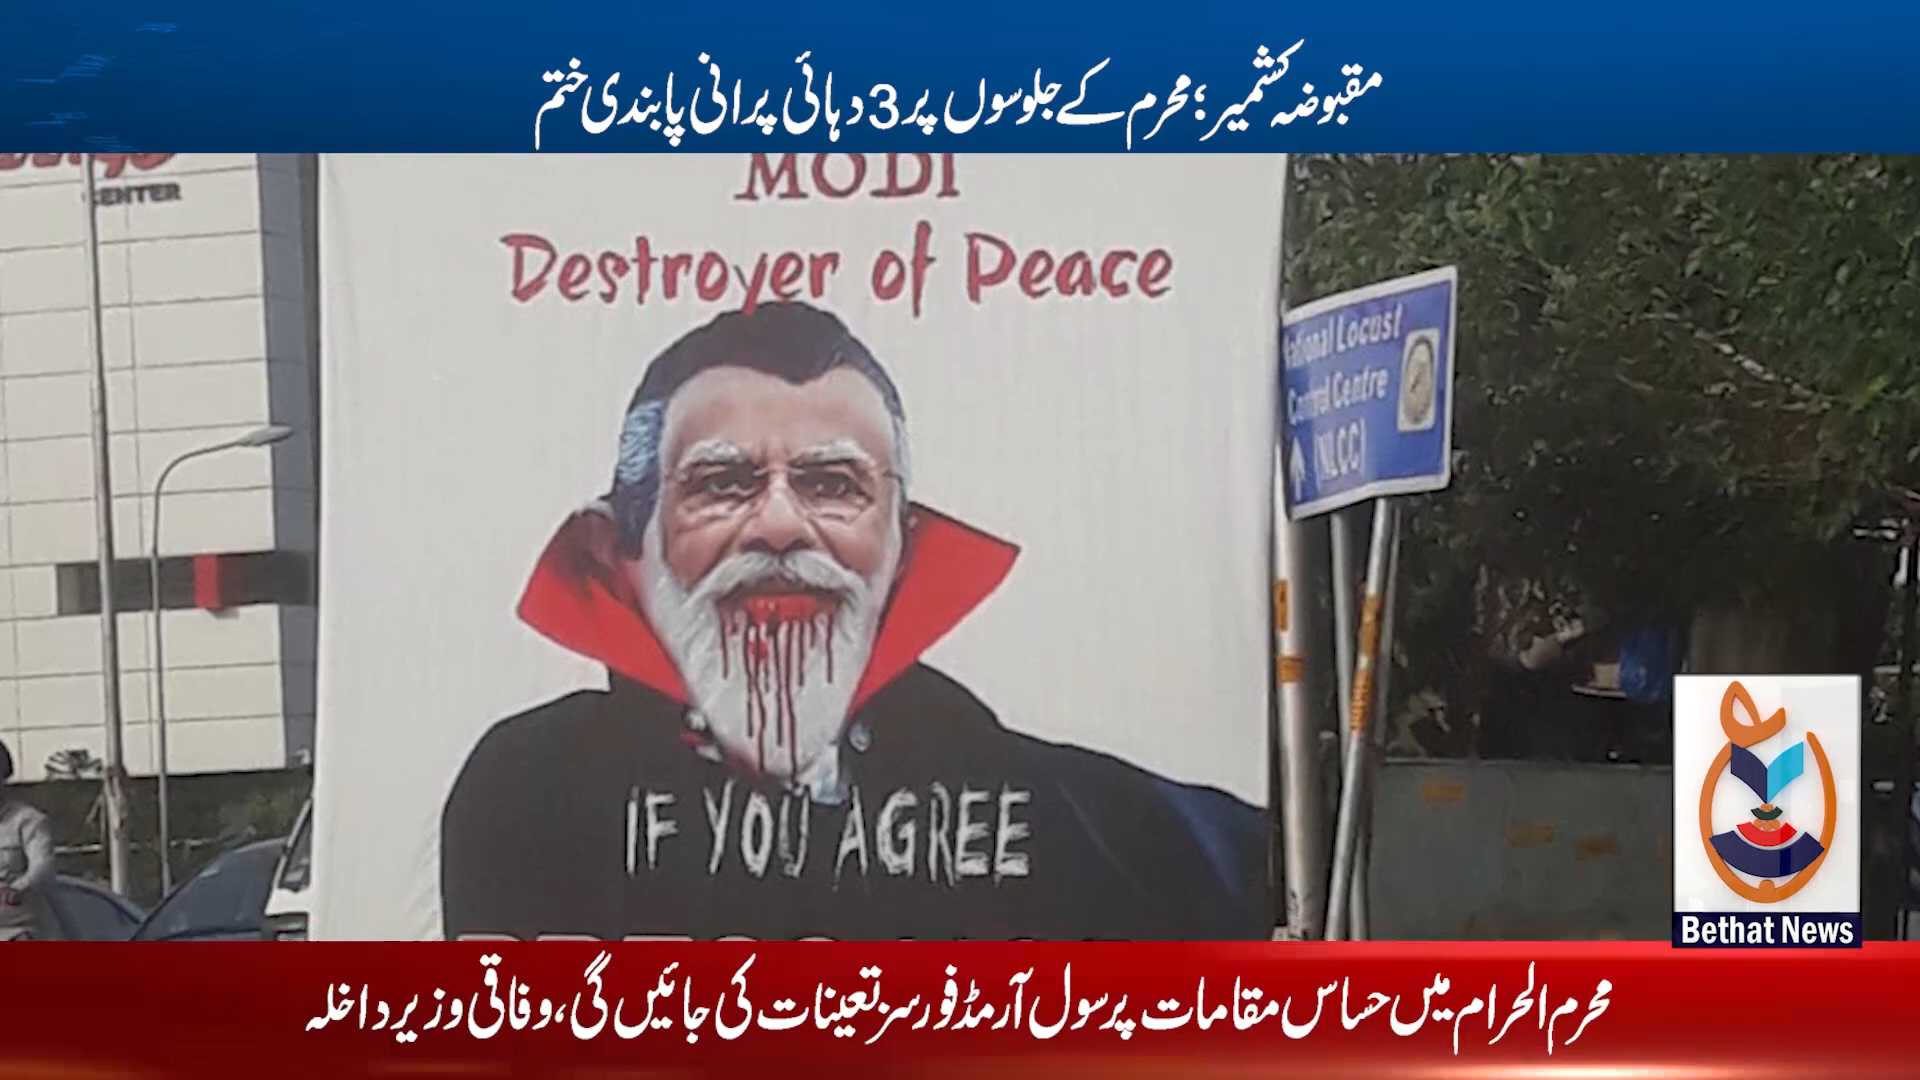 مقبوضہ کشمیر؛ محرم کے جلوسوں پر 3 دہائی پرانی پابندی ختم
CENTER
MODI
Destroyer of Peace
National Locust
Control Centre
(NLCC)
IF YOU AGREE
Bethat News
محرم الحرام میں حساس مقامات پر سول آرمڈ فورسز تعینات کی جائیں گی، وفاقی وزیر داخلہ